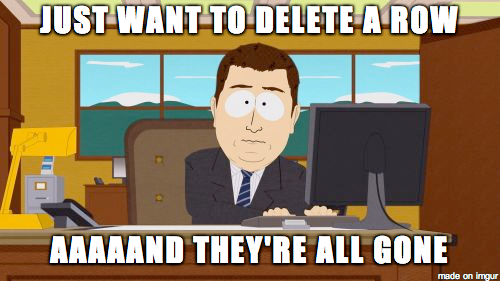 JUST WANT TO DELETE A ROW
AAAAAND THEY'RE ALL GONE
made on imgur